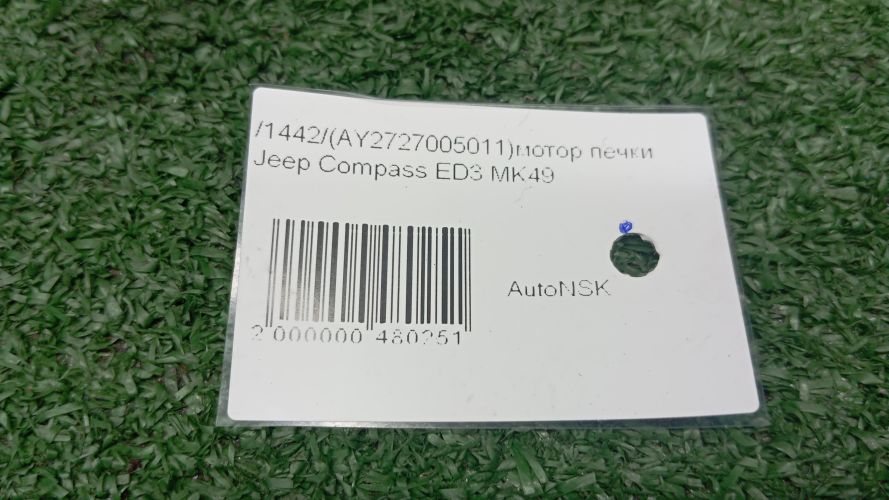 /1442/(AY2727005011)мотор печки
Jeep Compass ED3 MK49
AutoNSK
2 000000 480251